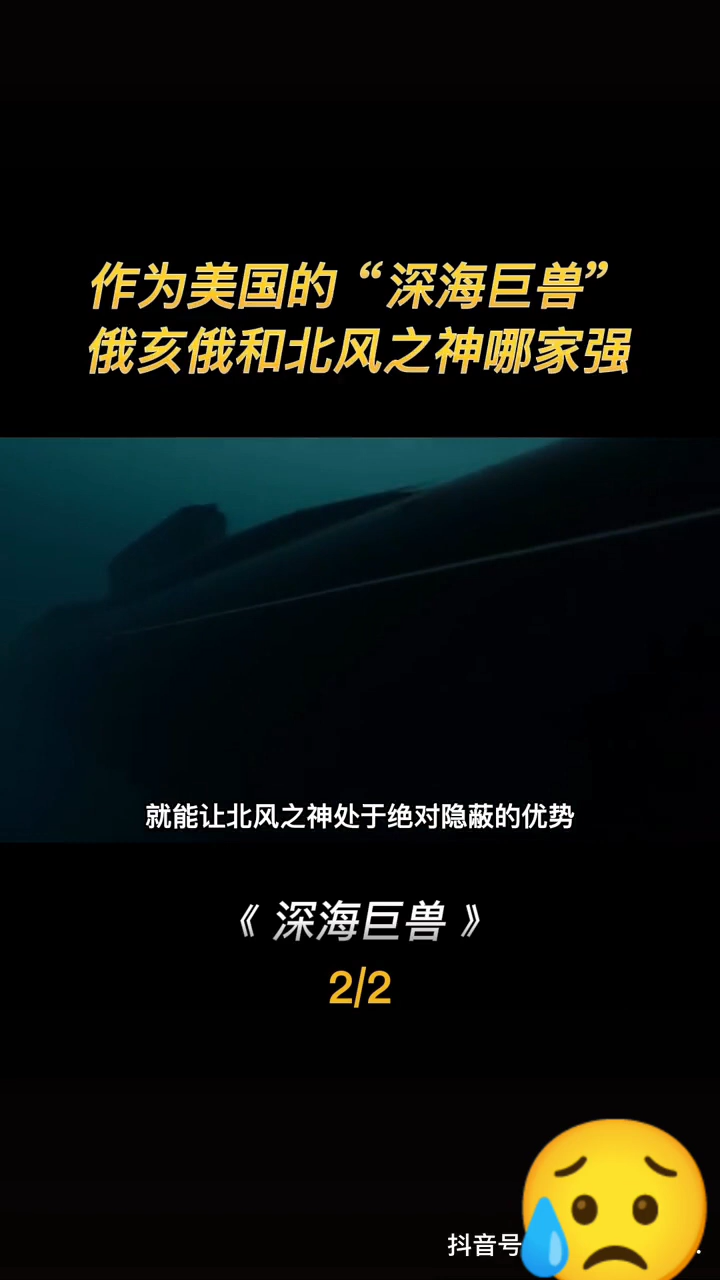 作为美国的“深海巨兽”
俄亥俄和北风之神哪家强
就能让北风之神处于绝对隐蔽的优势
《 深海巨兽 》
2/2
抖音号